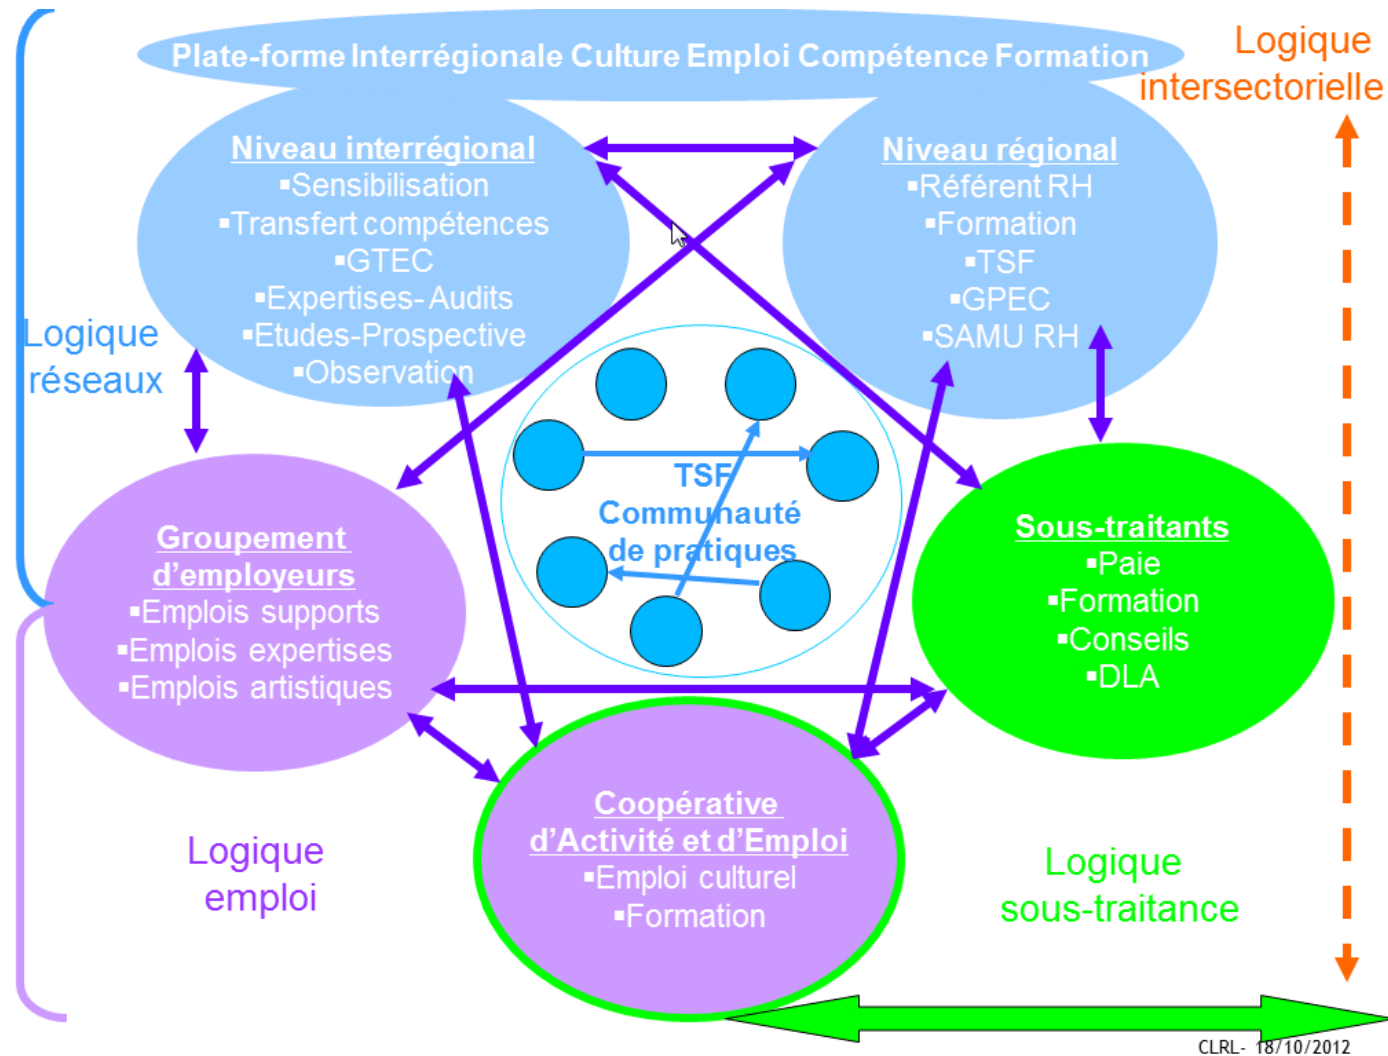 Plate-forme Interrégionale Culture Emploi Compétence Formation
Logique
intersectorielle
Niveau interrégional
▪Sensibilisation
▪Transfert compétences
▪GTEC
▪Expertises- Audits
▪Etudes-Prospective
▪Observation
Niveau régional
▪Référent RH
▪Formation
▪TSF
▪GPEC
▪SAMU RH
Logique
réseaux
TSF
Communauté
de pratiques
Groupement
d’employeurs
▪Emplois supports
▪Emplois expertises
▪Emplois artistiques
Sous-traitants
▪Paie
▪Formation
▪Conseils
▪DLA
Coopérative
d’Activité et d’Emploi
▪Emploi culturel
▪Formation
Logique
emploi
Logique
sous-traitance
CLRL- 18/10/2012